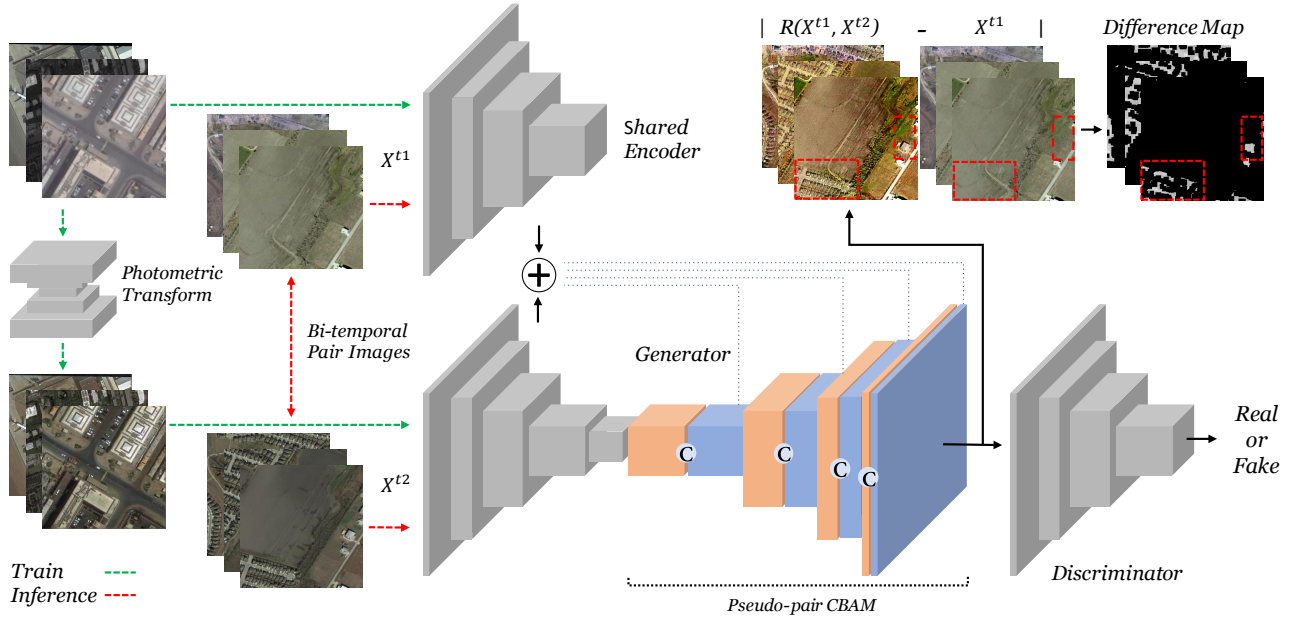 | R(X^{t1}, X^{t2}) - X^{t1} | Difference Map
Shared
Encoder
X^{t1}
Photometric
Transform
Bi-temporal
Pair Images
+
Generator
X^{t2}
C
C
C
C
Real
or
Fake
Train
Inference
Discriminator
Pseudo-pair CBAM